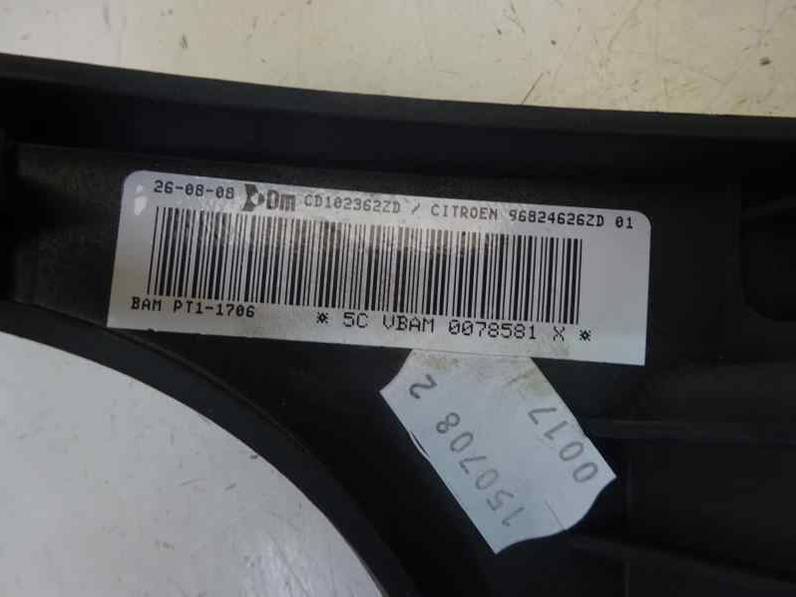 26-08-08 Dm CD102362ZD / CITROEN 96824626ZD 01
BAM PT1-1706
* 5C VBAM 0078581 X *
150708 2
0017